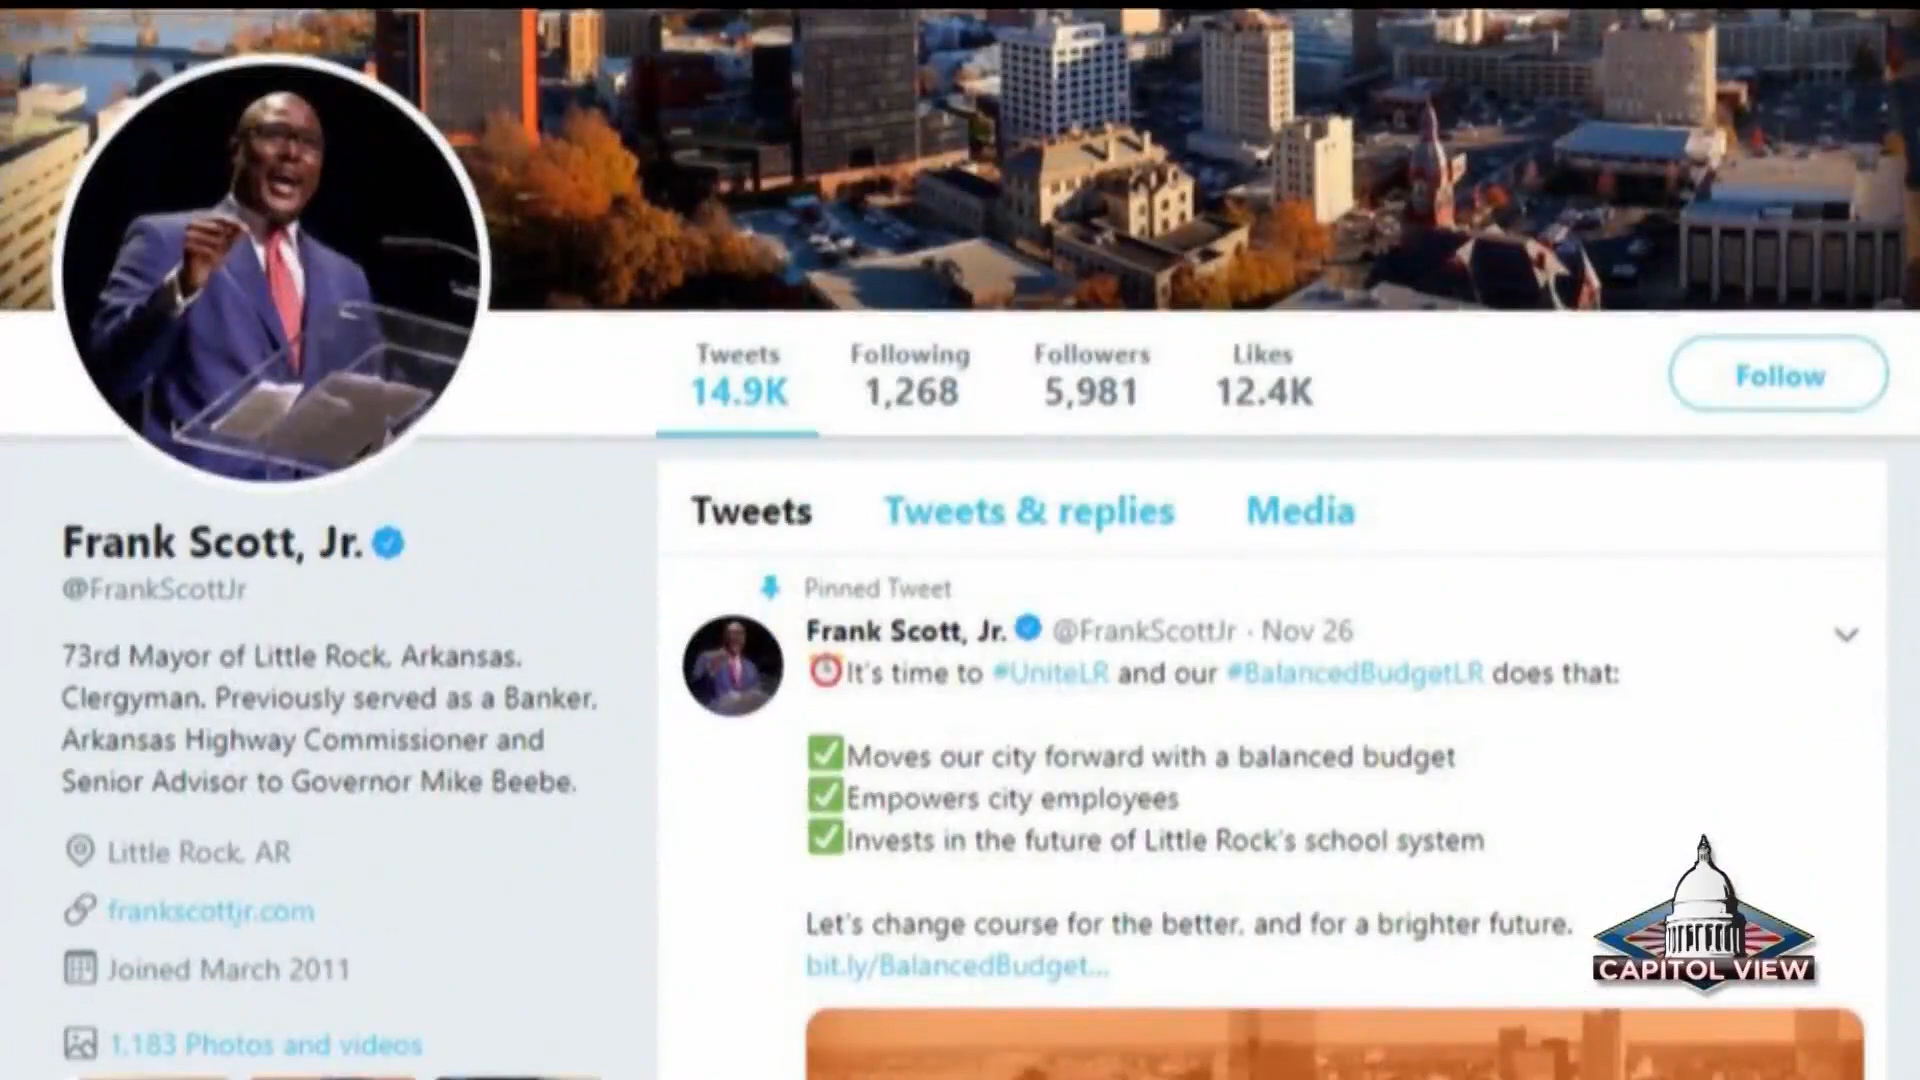 Tweets
14.9K
Following
1,268
Followers
5,981
Likes
12.4K
Follow
Frank Scott, Jr.
@FrankScottJr
73rd Mayor of Little Rock, Arkansas.
Clergyman. Previously served as a Banker,
Arkansas Highway Commissioner and
Senior Advisor to Governor Mike Beebe.
Little Rock, AR
frankscottjr.com
Joined March 2011
1,183 Photos and videos
Tweets Tweets & replies Media
Pinned Tweet
Frank Scott, Jr. @FrankScottJr · Nov 26
It's time to #UniteLR and our #BalancedBudgetLR does that:
Moves our city forward with a balanced budget
Empowers city employees
Invests in the future of Little Rock's school system
Let's change course for the better, and for a brighter future.
bit.ly/BalancedBudget...
CAPITOL VIEW